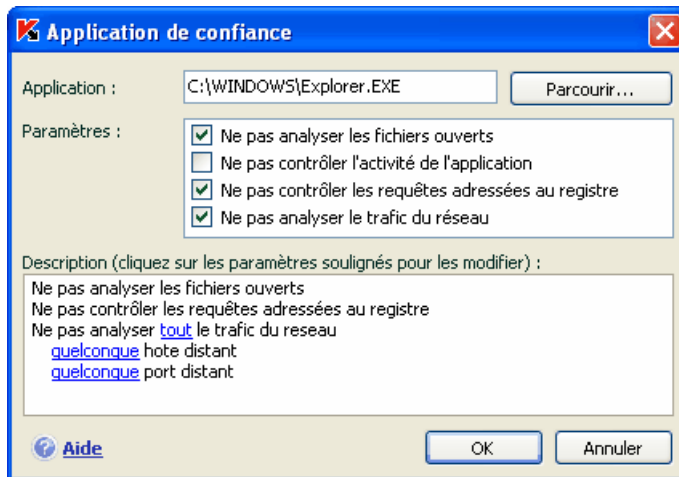 Application de confiance
Application :
C:\WINDOWS\Explorer.EXE
Parcourir...
Paramètres :
Ne pas analyser les fichiers ouverts
Ne pas contrôler l'activité de l'application
Ne pas contrôler les requêtes adressées au registre
Ne pas analyser le trafic du réseau
Description (cliquez sur les paramètres soulignés pour les modifier) :
Ne pas analyser les fichiers ouverts
Ne pas contrôler les requêtes adressées au registre
Ne pas analyser tout le trafic du reseau
quelconque hote distant
quelconque port distant
Aide
OK
Annuler